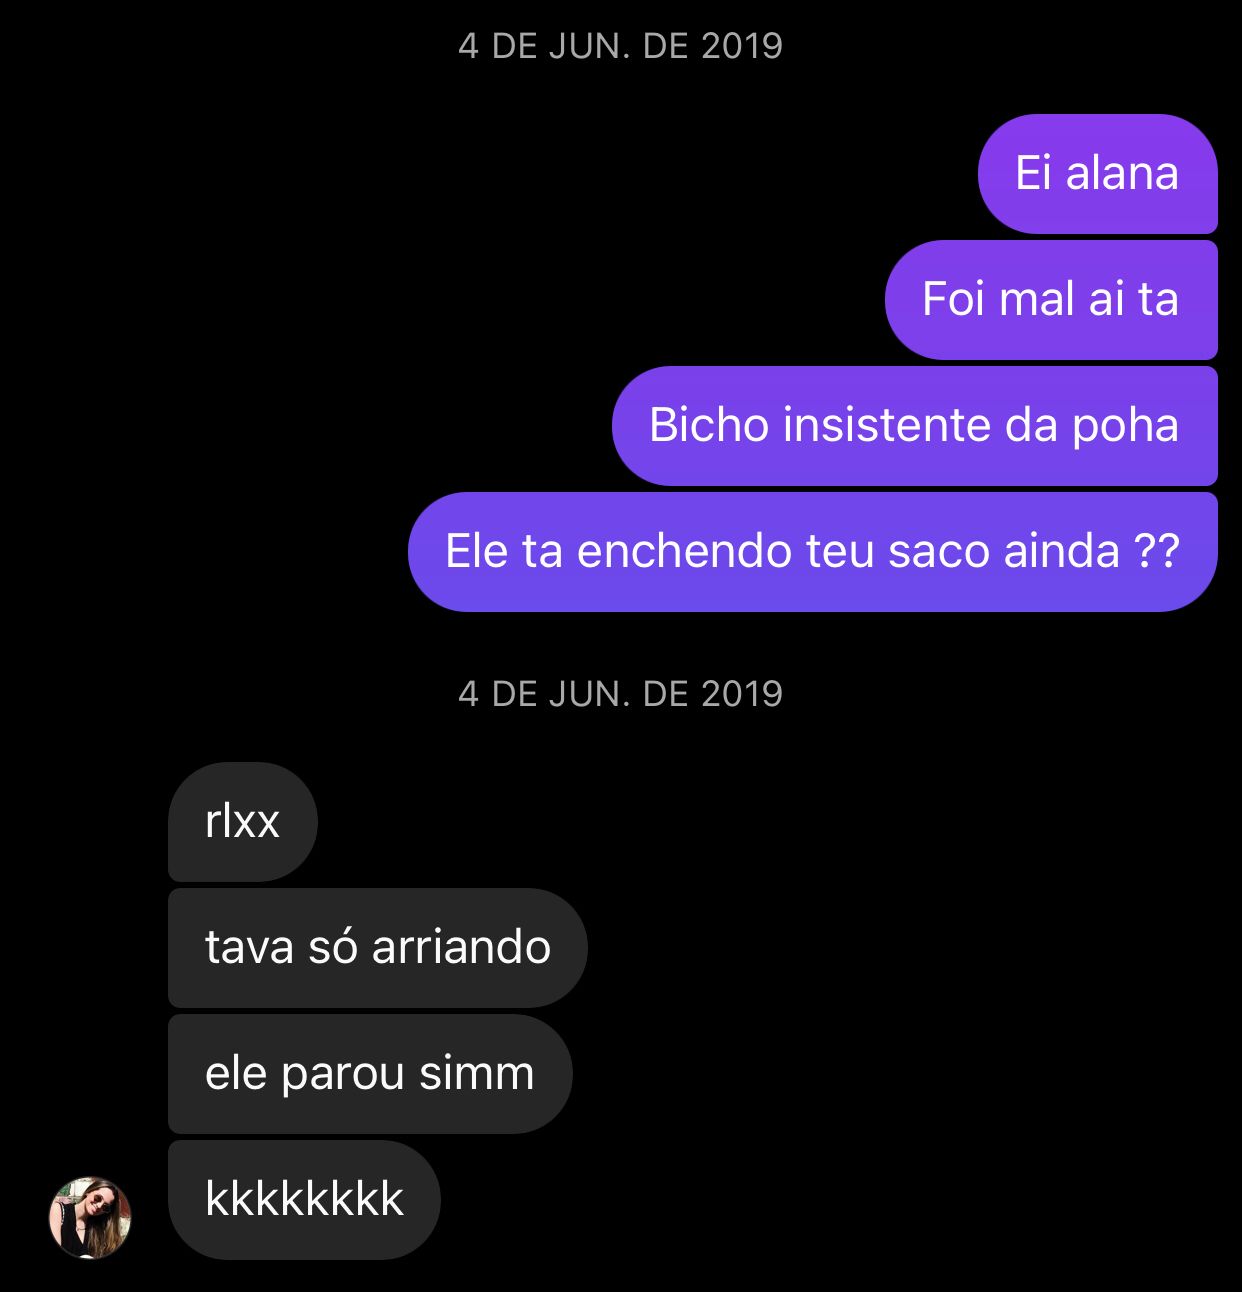 4 DE JUN. DE 2019
Ei alana
Foi mal ai ta
Bicho insistente da poha
Ele ta enchendo teu saco ainda ??
4 DE JUN. DE 2019
rlxx
tava só arriando
ele parou simm
kkkkkkkk